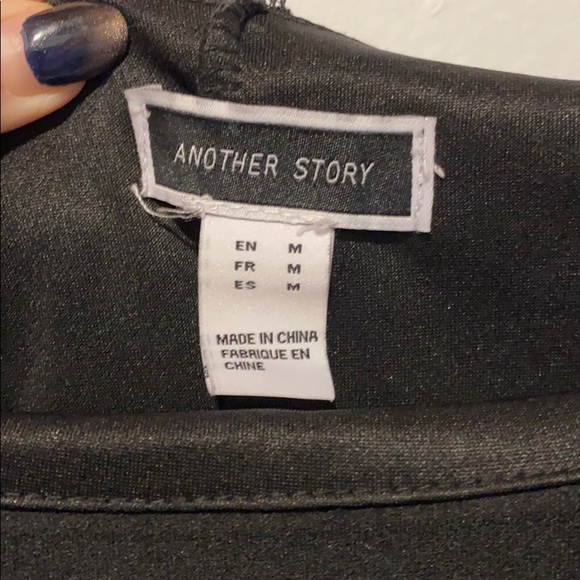 ANOTHER STORY
EN M
FR M
ES M
MADE IN CHINA
FABRIQUE EN
CHINE